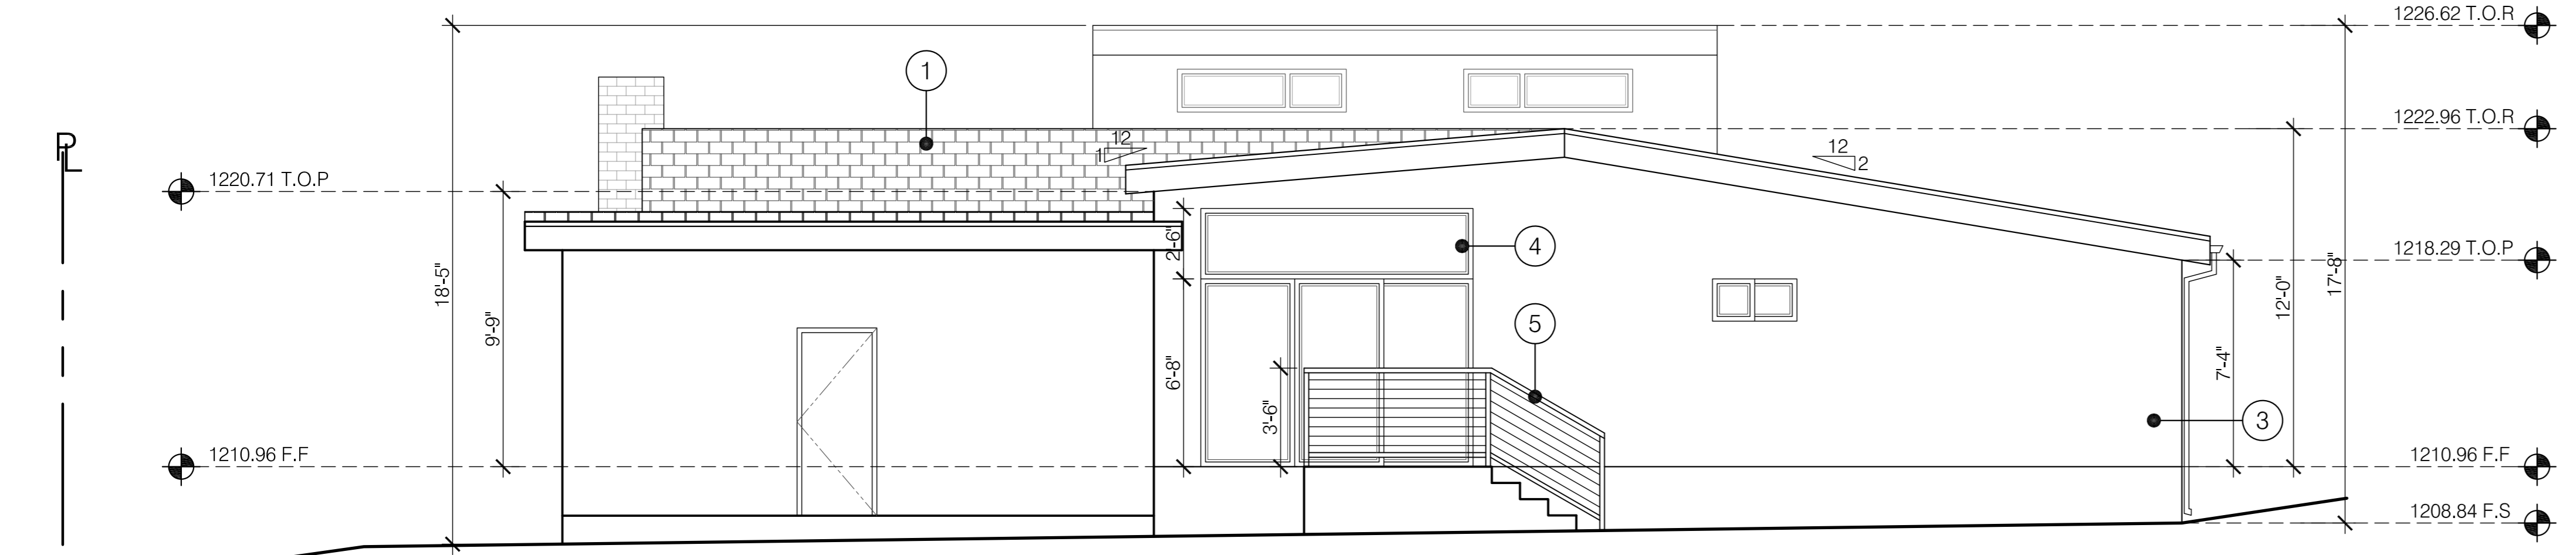 1226.62 T.O.R
1
1222.96 T.O.R
PL
12
1
12
2
1220.71 T.O.P
2'-6"
4
1218.29 T.O.P
18'-5"
17'-8"
12'-0"
9'-9"
5
6'-8"
7'-4"
3'-6"
3
1210.96 F.F
1210.96 F.F
1208.84 F.S